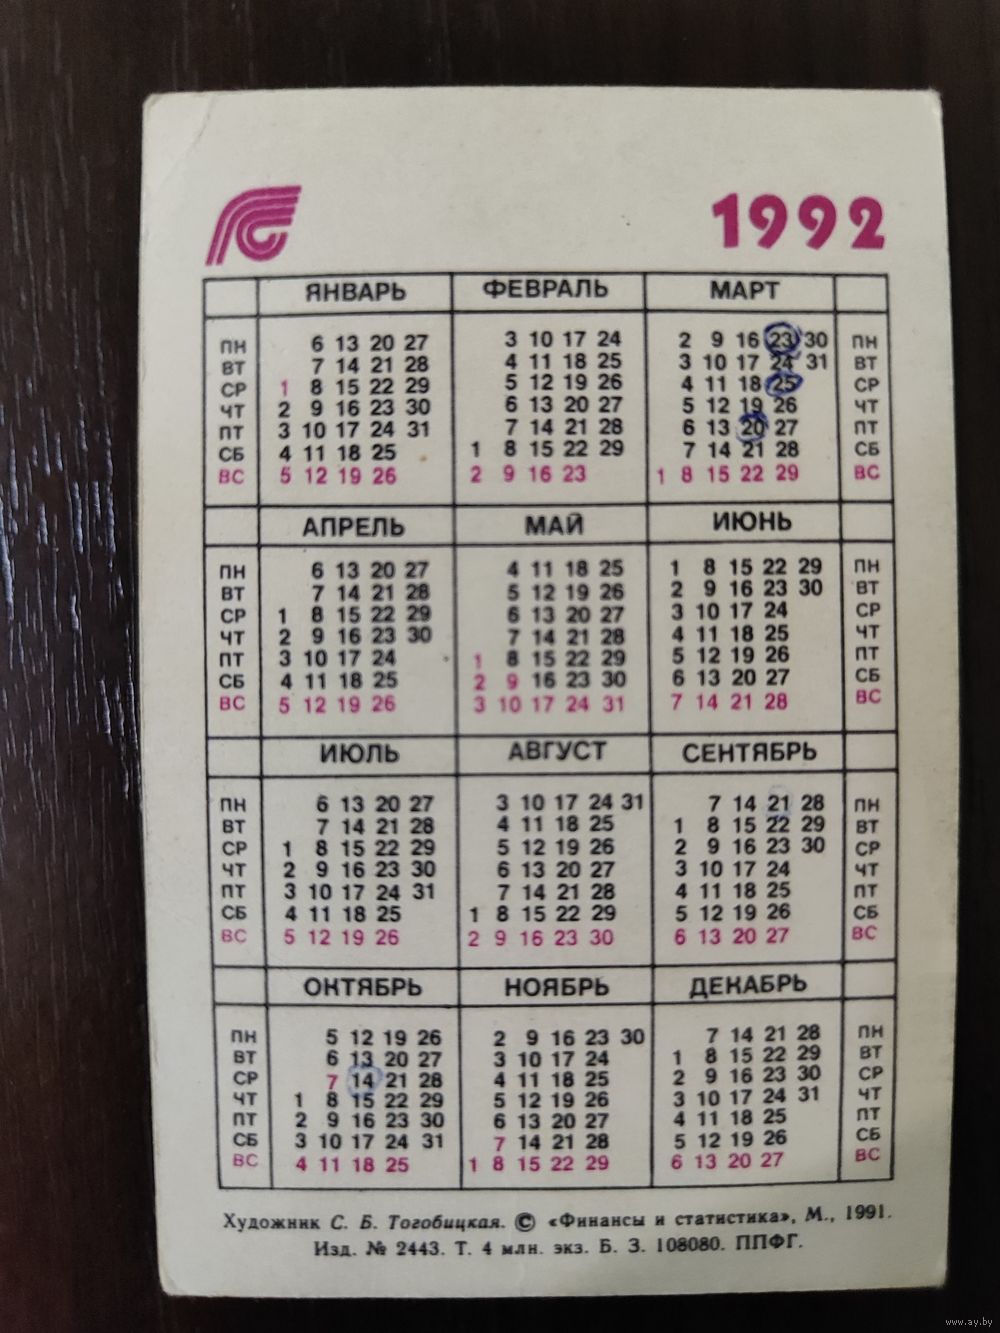 1992
ЯНВАРЬ ФЕВРАЛЬ МАРТ
ПН 6 13 20 27 3 10 17 24 2 9 16 23 30 ПН
ВТ 7 14 21 28 4 11 18 25 3 10 17 24 31 ВТ
СР 1 8 15 22 29 5 12 19 26 4 11 18 25 СР
ЧТ 2 9 16 23 30 6 13 20 27 5 12 19 26 ЧТ
ПТ 3 10 17 24 31 7 14 21 28 6 13 20 27 ПТ
СБ 4 11 18 25 1 8 15 22 29 7 14 21 28 СБ
ВС 5 12 19 26 2 9 16 23 1 8 15 22 29 ВС
АПРЕЛЬ МАЙ ИЮНЬ
ПН 6 13 20 27 4 11 18 25 1 8 15 22 29 ПН
ВТ 7 14 21 28 5 12 19 26 2 9 16 23 30 ВТ
СР 1 8 15 22 29 6 13 20 27 3 10 17 24 СР
ЧТ 2 9 16 23 30 7 14 21 28 4 11 18 25 ЧТ
ПТ 3 10 17 24 1 8 15 22 29 5 12 19 26 ПТ
СБ 4 11 18 25 2 9 16 23 30 6 13 20 27 СБ
ВС 5 12 19 26 3 10 17 24 31 7 14 21 28 ВС
ИЮЛЬ АВГУСТ СЕНТЯБРЬ
ПН 6 13 20 27 3 10 17 24 31 7 14 21 28 ПН
ВТ 7 14 21 28 4 11 18 25 1 8 15 22 29 ВТ
СР 1 8 15 22 29 5 12 19 26 2 9 16 23 30 СР
ЧТ 2 9 16 23 30 6 13 20 27 3 10 17 24 ЧТ
ПТ 3 10 17 24 31 7 14 21 28 4 11 18 25 ПТ
СБ 4 11 18 25 1 8 15 22 29 5 12 19 26 СБ
ВС 5 12 19 26 2 9 16 23 30 6 13 20 27 ВС
ОКТЯБРЬ НОЯБРЬ ДЕКАБРЬ
ПН 5 12 19 26 2 9 16 23 30 7 14 21 28 ПН
ВТ 6 13 20 27 3 10 17 24 1 8 15 22 29 ВТ
СР 7 14 21 28 4 11 18 25 2 9 16 23 30 СР
ЧТ 1 8 15 22 29 5 12 19 26 3 10 17 24 31 ЧТ
ПТ 2 9 16 23 30 6 13 20 27 4 11 18 25 ПТ
СБ 3 10 17 24 31 7 14 21 28 5 12 19 26 СБ
ВС 4 11 18 25 1 8 15 22 29 6 13 20 27 ВС
Художник С. Б. Тогобицкая. © «Финансы и статистика», М., 1991.
Изд. № 2443. Т. 4 млн. экз. Б. З. 108080. ППФГ.
www.ay.by